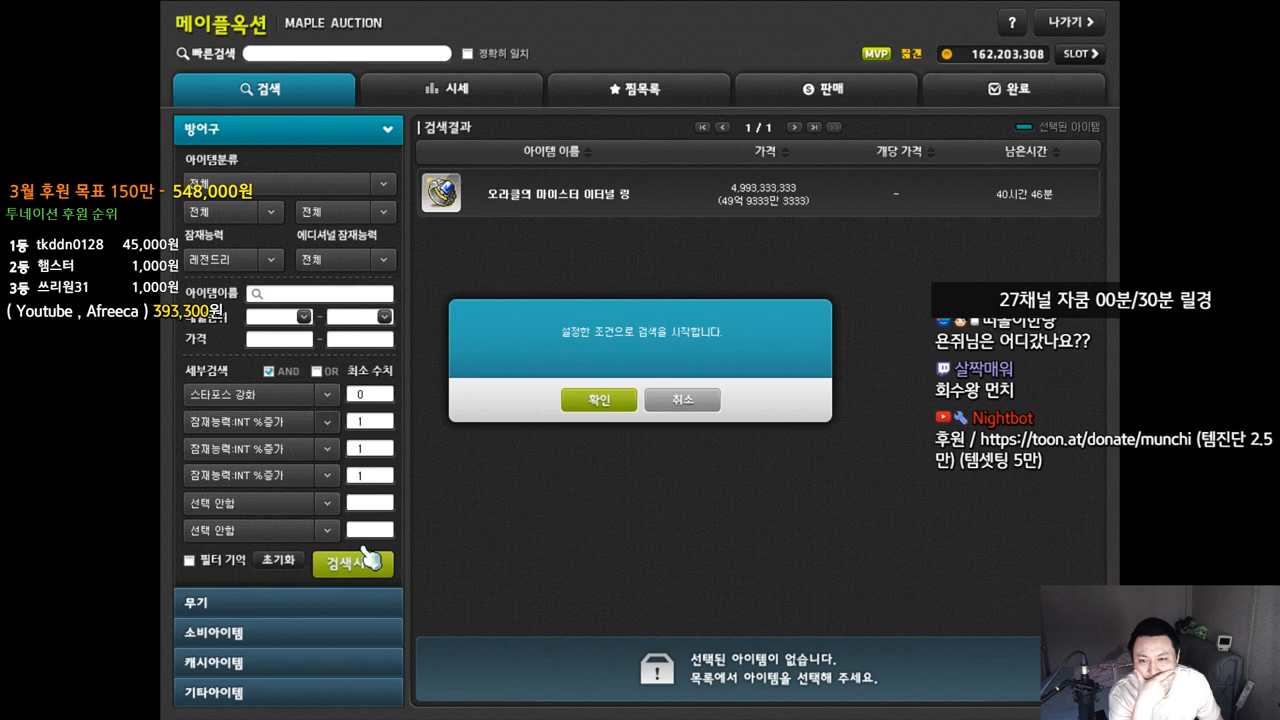 메이플옥션 MAPLE AUCTION
? 나가기
빠른검색 정확히 일치
MVP 162,203,308 SLOT
검색 시세 찜목록 판매 완료
방어구
아이템분류
전체
전체 전체
잠재능력 에디셔널 잠재능력
레전드리 전체
아이템이름
가격
세부검색 AND OR 최소 수치
스타포스 강화 0
잠재능력:INT %증가 1
잠재능력:INT %증가 1
잠재능력:INT %증가 1
선택 안함
선택 안함
필터 기억 초기화 검색시
무기
소비아이템
캐시아이템
기타아이템
3월 후원 목표 150만 - 548,000원
투네이션 후원 순위
1등 tkddn0128 45,000원
2등 햄스터 1,000원
3등 쓰리원31 1,000원
( Youtube , Afreeca ) 393,300원
검색결과 1 / 1 선택된 아이템
아이템 이름 가격 개당 가격 남은시간
오라클의 마이스터 이터널 링 4,993,333,333 - 40시간 46분
(49억 9333만 3333)
설정한 조건으로 검색을 시작합니다.
확인 취소
선택된 아이템이 없습니다.
목록에서 아이템을 선택해 주세요.
27채널 자쿰 00분/30분 릴경
욘쥐님은 어디갔나요??
살짝매워
회수왕 먼치
Nightbot
후원 / https://toon.at/donate/munchi (템진단 2.5
만) (템셋팅 5만)